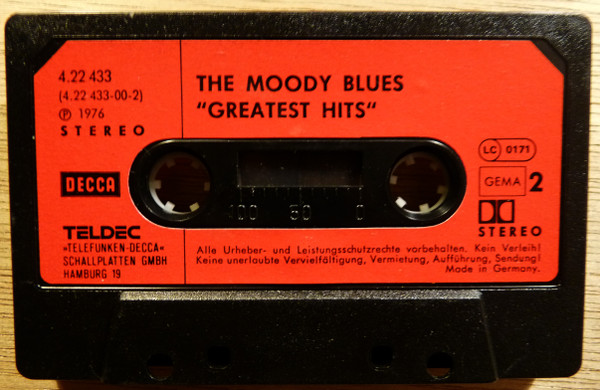 4.22 433
(4.22 433-00-2)
℗ 1976
STEREO
THE MOODY BLUES
"GREATEST HITS"
LC 0171
DECCA
GEMA 2
100 50 0
STEREO
TELDEC
»TELEFUNKEN-DECCA«
SCHALLPLATTEN GMBH
HAMBURG 19
Alle Urheber- und Leistungsschutzrechte vorbehalten. Kein Verleih!
Keine unerlaubte Vervielfältigung, Vermietung, Aufführung, Sendung!
Made in Germany.